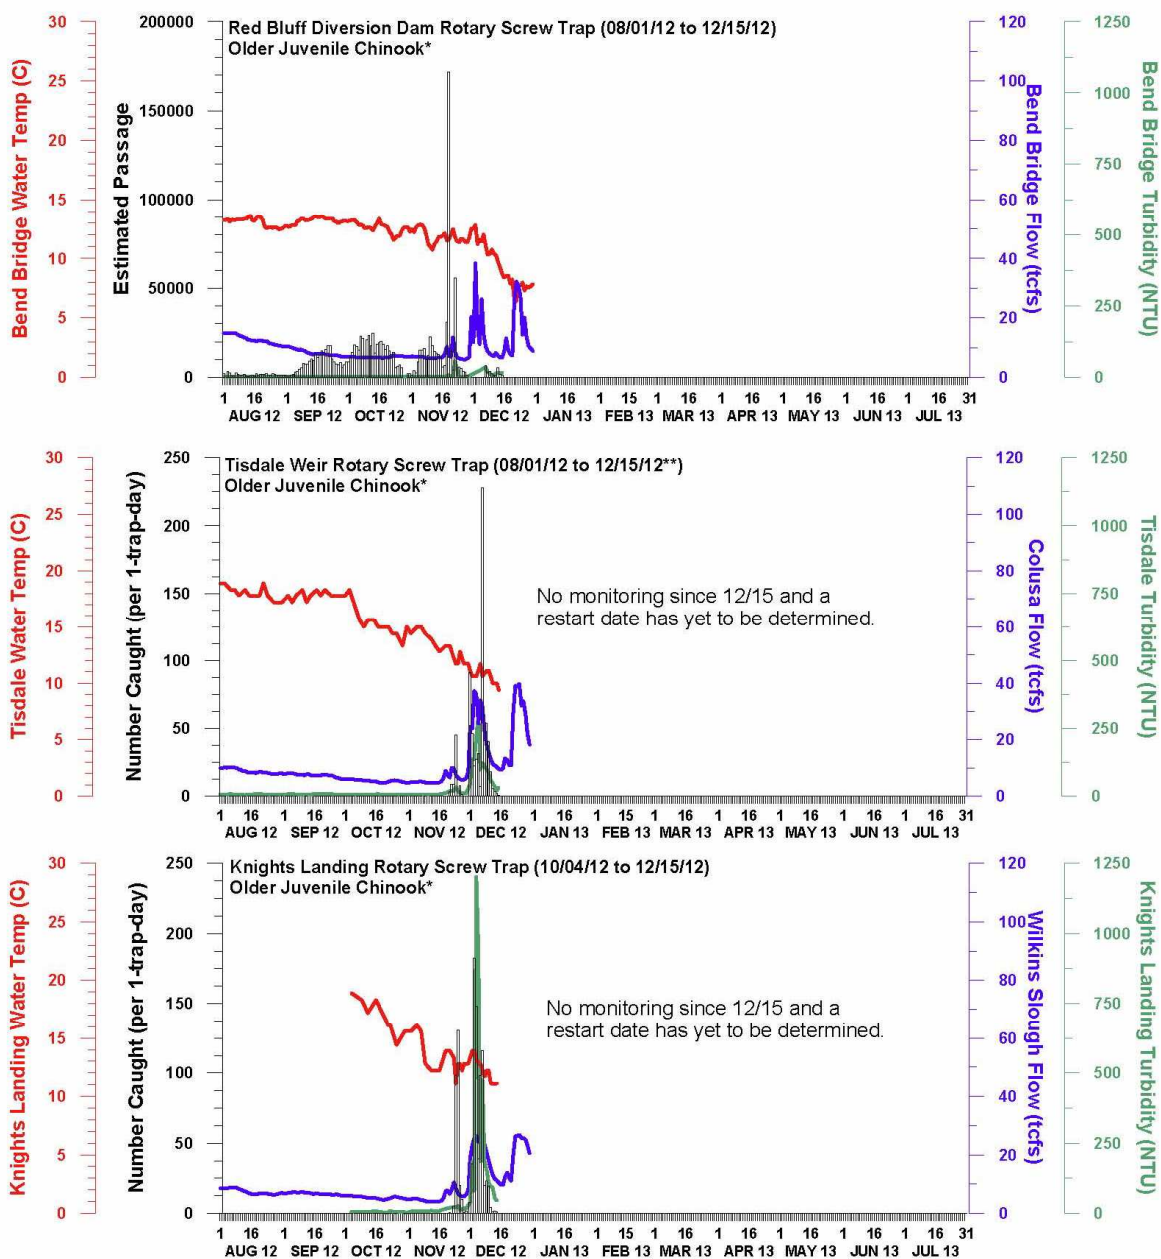 Red Bluff Diversion Dam Rotary Screw Trap (08/01/12 to 12/15/12)
Older Juvenile Chinook*
Bend Bridge Water Temp (C)
30
25
20
15
10
5
0
Estimated Passage
200000
150000
100000
50000
0
Bend Bridge Flow (tcfs)
120
100
80
60
40
20
0
Bend Bridge Turbidity (NTU)
1250
1000
750
500
250
0
1 16 1 16 1 16 1 16 1 16 1 16 1 16 1 16 1 16 1 16 1 16 1 16 31
AUG 12 SEP 12 OCT 12 NOV 12 DEC 12 JAN 13 FEB 13 MAR 13 APR 13 MAY 13 JUN 13 JUL 13
Tisdale Weir Rotary Screw Trap (08/01/12 to 12/15/12**)
Older Juvenile Chinook*
Tisdale Water Temp (C)
30
25
20
15
10
5
0
Number Caught (per 1-trap-day)
250
200
150
100
50
0
No monitoring since 12/15 and a
restart date has yet to be determined.
Colusa Flow (tcfs)
120
100
80
60
40
20
0
Tisdale Turbidity (NTU)
1250
1000
750
500
250
0
1 16 1 16 1 16 1 16 1 16 1 16 1 15 1 16 1 16 1 16 1 16 1 16 31
AUG 12 SEP 12 OCT 12 NOV 12 DEC 12 JAN 13 FEB 13 MAR 13 APR 13 MAY 13 JUN 13 JUL 13
Knights Landing Rotary Screw Trap (10/04/12 to 12/15/12)
Older Juvenile Chinook*
Knights Landing Water Temp (C)
30
25
20
15
10
5
0
Number Caught (per 1-trap-day)
250
200
150
100
50
0
No monitoring since 12/15 and a
restart date has yet to be determined.
Wilkins Slough Flow (tcfs)
120
100
80
60
40
20
0
Knights Landing Turbidity (NTU)
1250
1000
750
500
250
0
1 16 1 16 1 16 1 16 1 16 1 16 1 16 1 16 1 16 1 16 1 16 1 16 31
AUG 12 SEP 12 OCT 12 NOV 12 DEC 12 JAN 13 FEB 13 MAR 13 APR 13 MAY 13 JUN 13 JUL 13